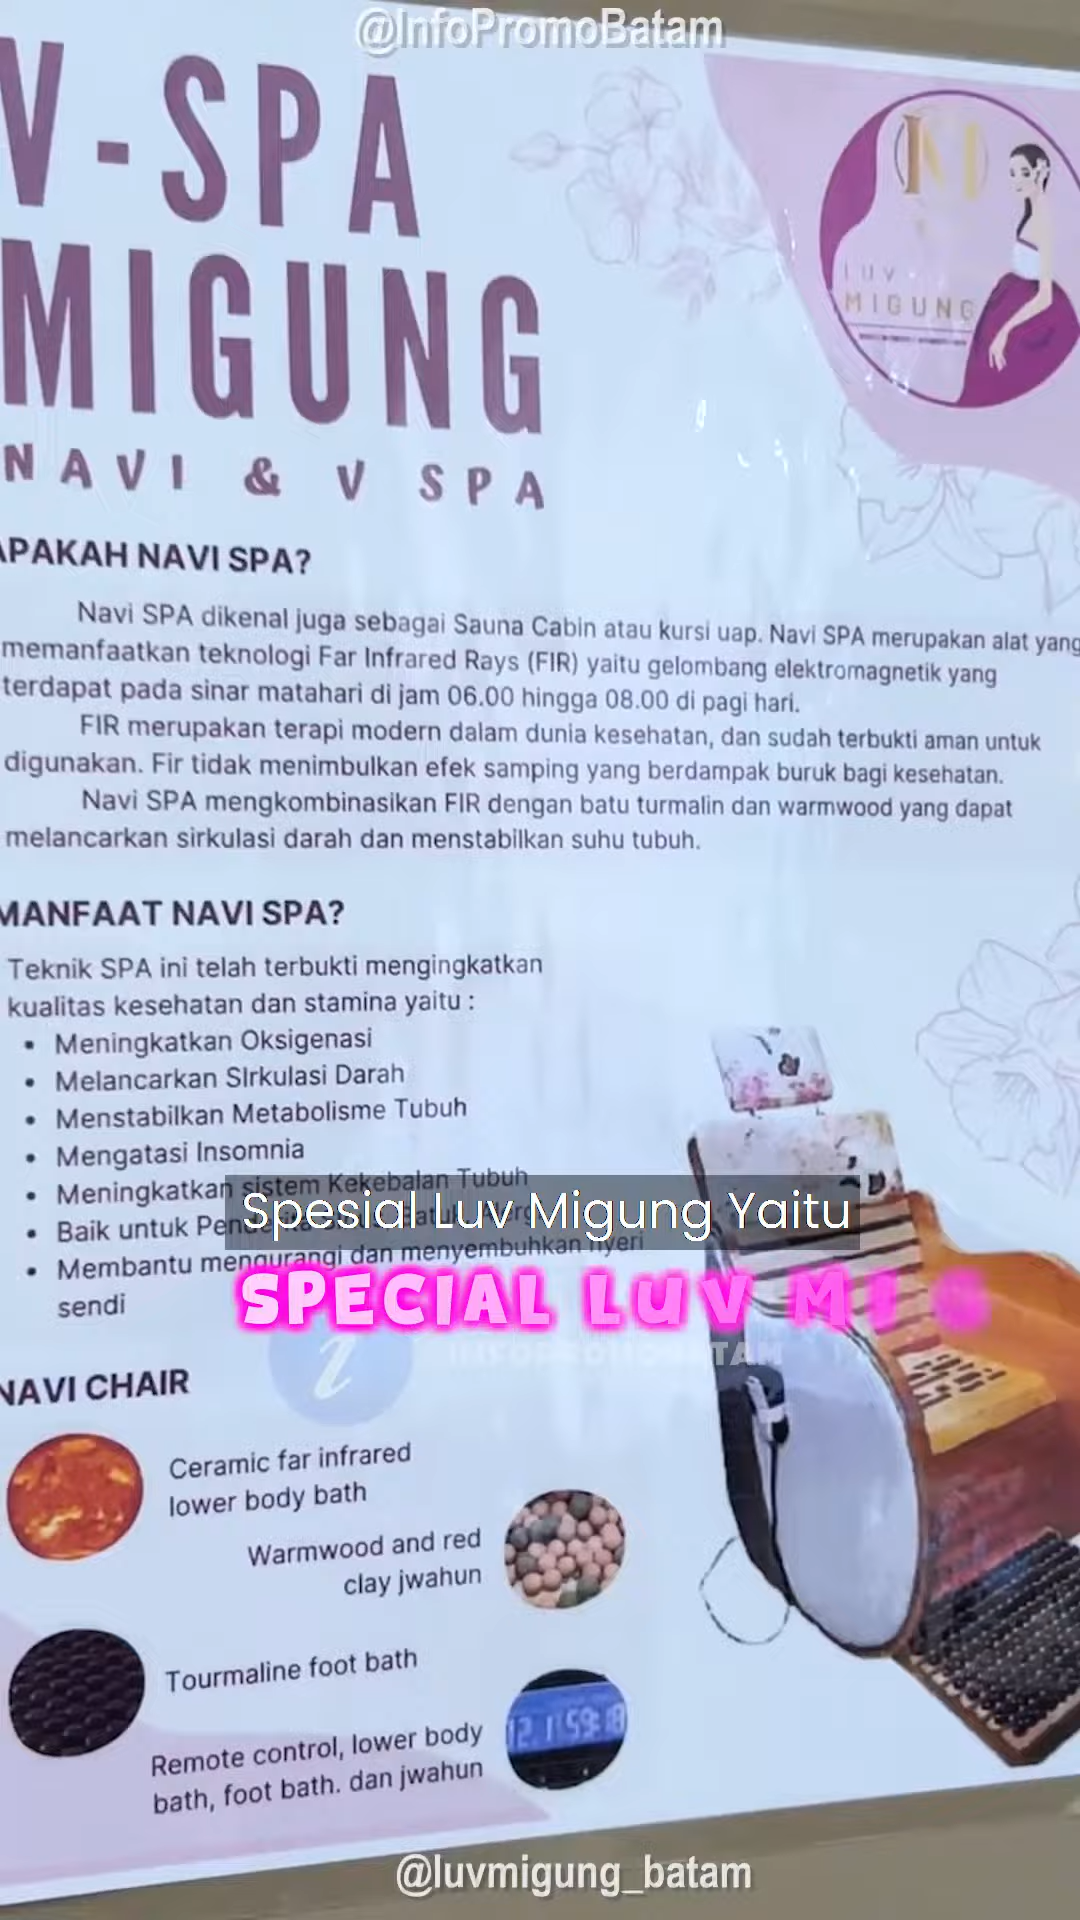 @InfoPromoBatam
V-SPA
MIGUNG
NAVI & V SPA
LUV
MIGUNG
APAKAH NAVI SPA?
Navi SPA dikenal juga sebagai Sauna Cabin atau kursi uap. Navi SPA merupakan alat yang
memanfaatkan teknologi Far Infrared Rays (FIR) yaitu gelombang elektromagnetik yang
terdapat pada sinar matahari di jam 06.00 hingga 08.00 di pagi hari.
FIR merupakan terapi modern dalam dunia kesehatan, dan sudah terbukti aman untuk
digunakan. Fir tidak menimbulkan efek samping yang berdampak buruk bagi kesehatan.
Navi SPA mengkombinasikan FIR dengan batu turmalin dan warmwood yang dapat
melancarkan sirkulasi darah dan menstabilkan suhu tubuh.
MANFAAT NAVI SPA?
Teknik SPA ini telah terbukti mengingkatkan
kualitas kesehatan dan stamina yaitu :
• Meningkatkan Oksigenasi
• Melancarkan SIrkulasi Darah
• Menstabilkan Metabolisme Tubuh
• Mengatasi Insomnia
• Meningkatkan sistem Kekebalan Tubuh
• Baik untuk
Spesial Luv Migung Yaitu
• Membantu mengurangi dan menyembuhkan nyeri
sendi
SPECIAL LUV MIG
NAVI CHAIR
Ceramic far infrared
lower body bath
Warmwood and red
clay jwahun
Tourmaline foot bath
12.1 59:18
Remote control, lower body
bath, foot bath. dan jwahun
@luvmigung_batam